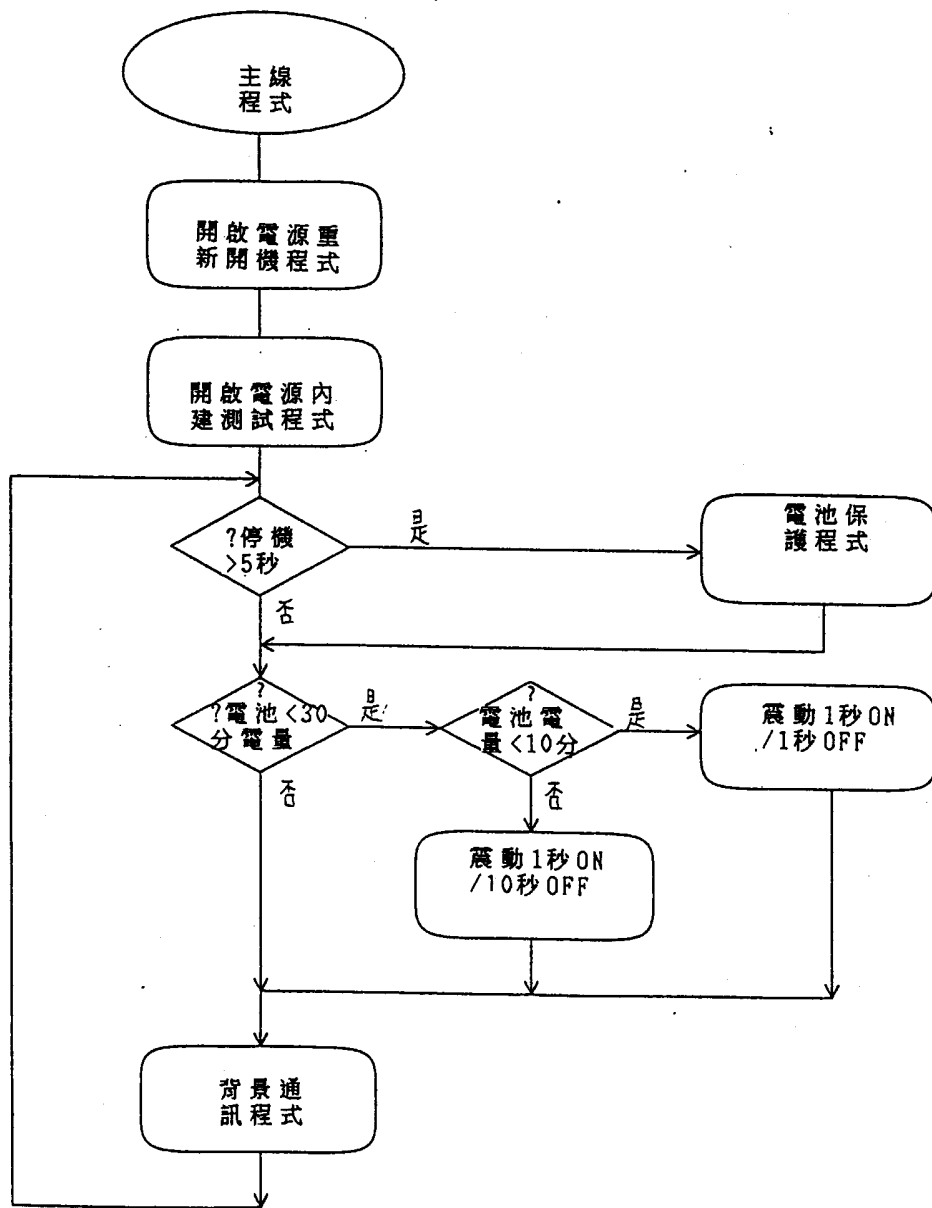 主線
程式
開啟電源重
新開機程式
開啟電源內
建測試程式
?停機
>5秒
是
電池保
護程式
否
?
?電池<30
分電量
是
?
電池電
量<10分
是
震動1秒ON
/1秒OFF
否
否
震動1秒ON
/10秒OFF
背景通
訊程式